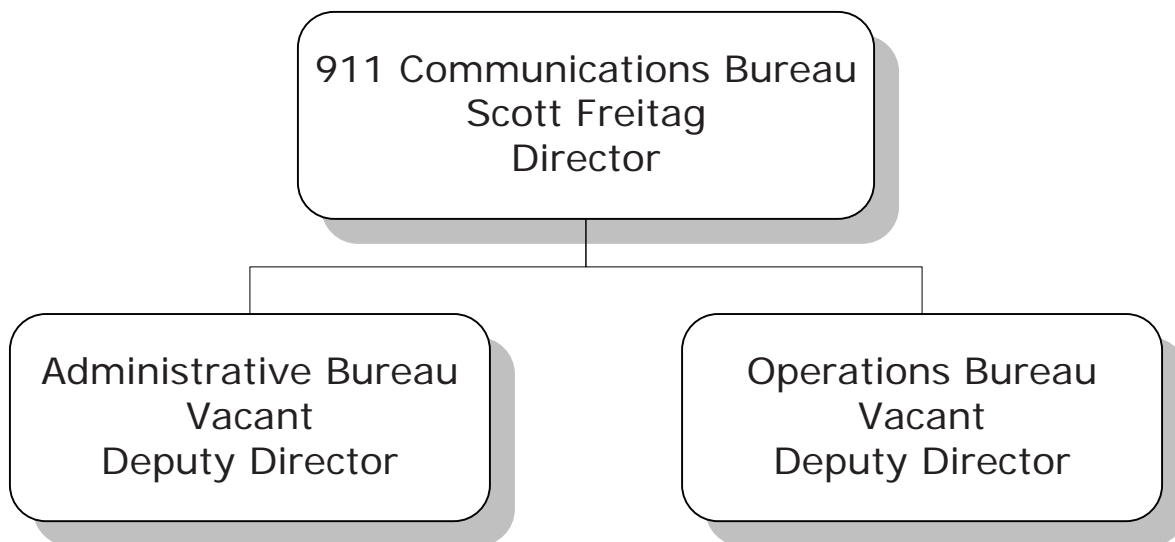 911 Communications Bureau
Scott Freitag
Director
Administrative Bureau
Vacant
Deputy Director
Operations Bureau
Vacant
Deputy Director